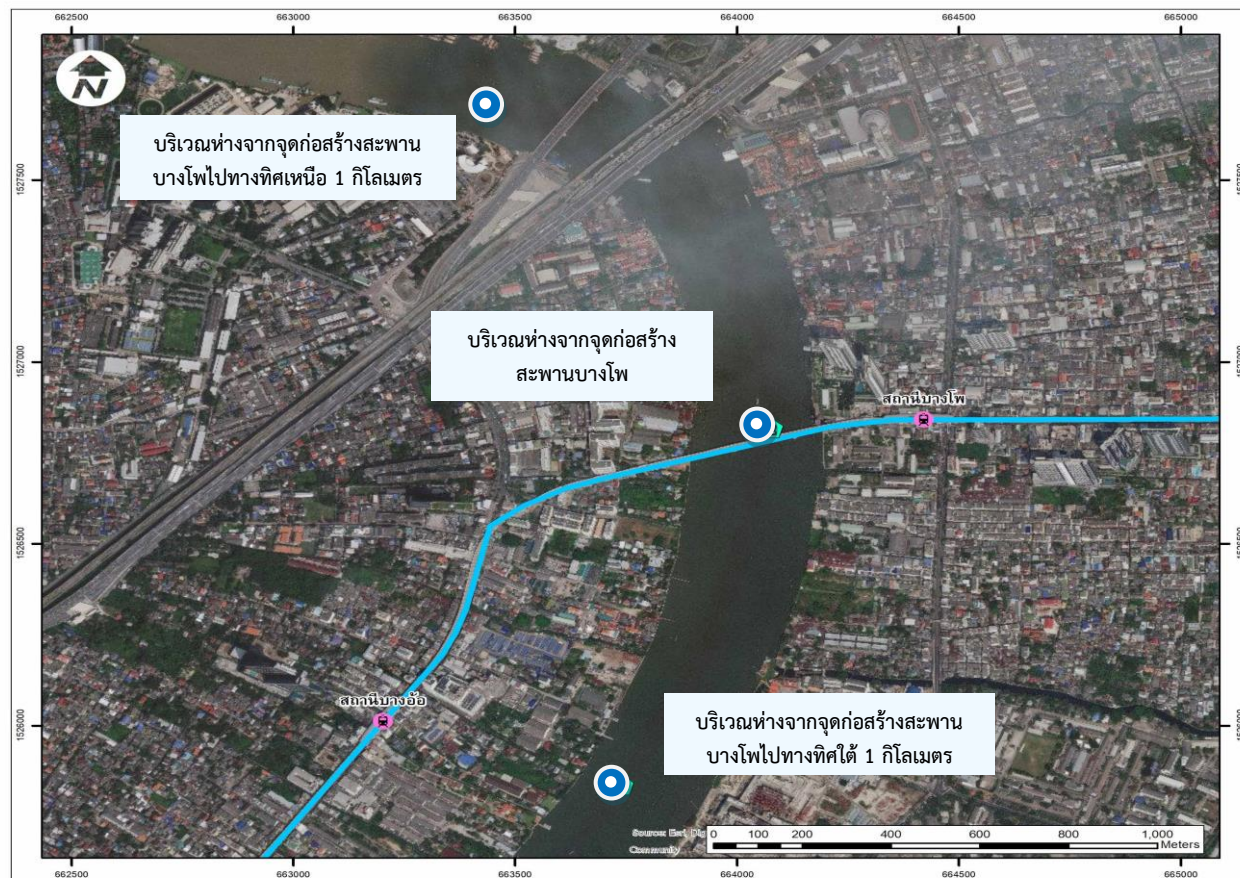 662500 663000 663500 664000 664500 665000
N
บริเวณห่างจากจุดก่อสร้างสะพาน
บางโพไปทางทิศเหนือ 1 กิโลเมตร
1527500 1527500
บริเวณห่างจากจุดก่อสร้าง
สะพานบางโพ
1527000 1527000
สถานีบางโพ
1526500 1526500
สถานีบางอ้อ
บริเวณห่างจากจุดก่อสร้างสะพาน
บางโพไปทางทิศใต้ 1 กิโลเมตร
1526000 1526000
Source: Esri, Dig
Community
0 100 200 400 600 800 1,000
Meters
662500 663000 663500 664000 664500 665000